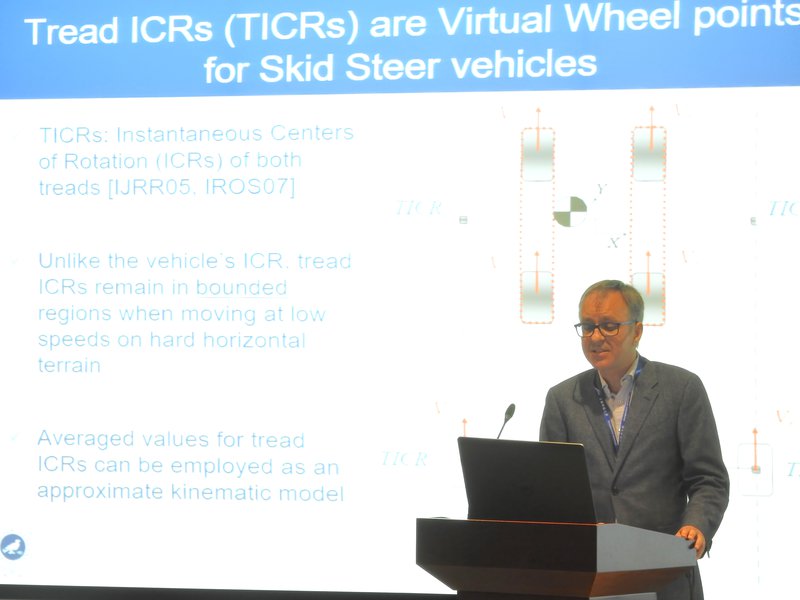 Tread ICRs (TICRs) are Virtual Wheel points
for Skid Steer vehicles
TICRs: Instantaneous Centers
of Rotation (ICRs) of both
treads [IJRR05, IROS07]
Unlike the vehicle's ICR, tread
ICRs remain in bounded
regions when moving at low
speeds on hard horizontal
terrain
Averaged values for tread
ICRs can be employed as an
approximate kinematic model
TICR
Y
X
TICR